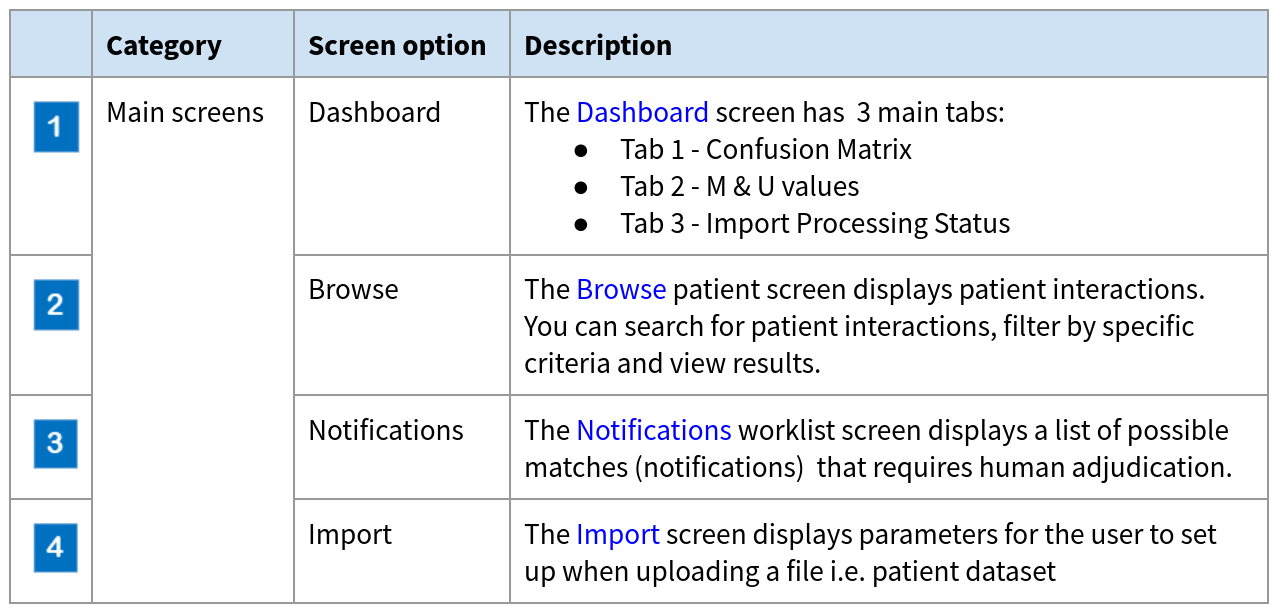 Category Screen option Description
1 Main screens Dashboard The Dashboard screen has  3 main tabs:
● Tab 1 - Confusion Matrix
● Tab 2 - M & U values
● Tab 3 - Import Processing Status
2 Browse The Browse patient screen displays patient interactions.
You can search for patient interactions, filter by specific
criteria and view results.
3 Notifications The Notifications worklist screen displays a list of possible
matches (notifications)  that requires human adjudication.
4 Import The Import screen displays parameters for the user to set
up when uploading a file i.e. patient dataset